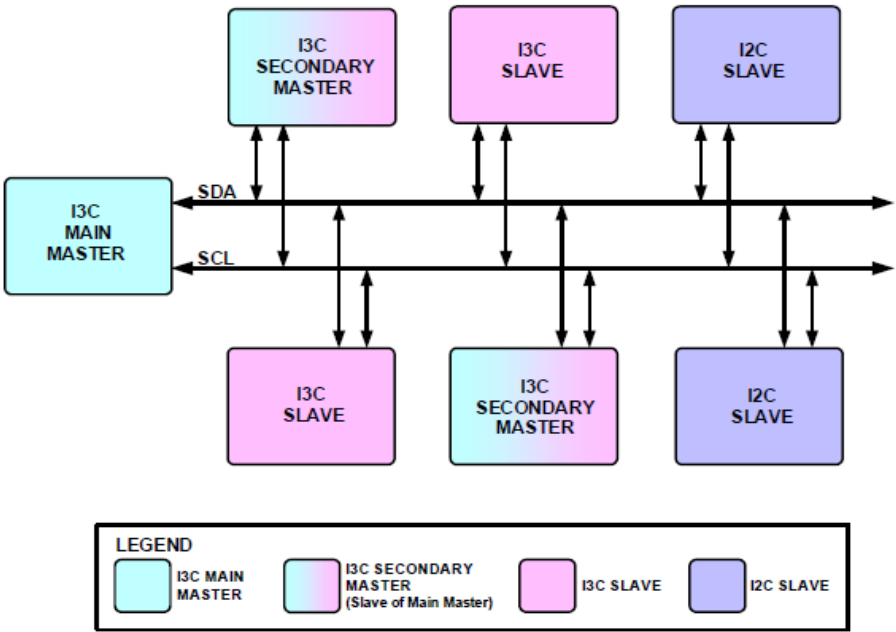 I3C
SECONDARY
MASTER
I3C
SLAVE
I2C
SLAVE
I3C
MAIN
MASTER
SDA
SCL
I3C
SLAVE
I3C
SECONDARY
MASTER
I2C
SLAVE
LEGEND
I3C MAIN
MASTER
I3C SECONDARY
MASTER
(Slave of Main Master)
I3C SLAVE
I2C SLAVE